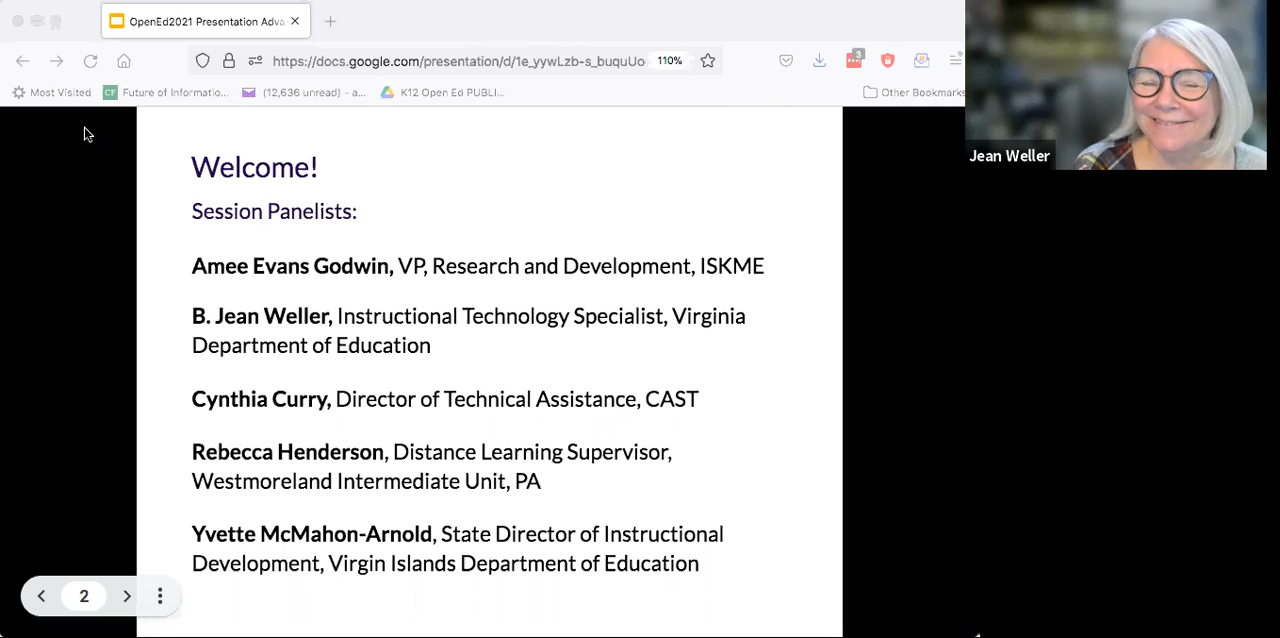 OpenEd2021 Presentation Adva
https://docs.google.com/presentation/d/1e_yywLzb-s_buquUo
110%
3
Most Visited
Future of Informatio...
(12,636 unread) - a...
K12 Open Ed PUBLI...
Other Bookmarks
Jean Weller
Welcome!
Session Panelists:
Amee Evans Godwin, VP, Research and Development, ISKME
B. Jean Weller, Instructional Technology Specialist, Virginia
Department of Education
Cynthia Curry, Director of Technical Assistance, CAST
Rebecca Henderson, Distance Learning Supervisor,
Westmoreland Intermediate Unit, PA
Yvette McMahon-Arnold, State Director of Instructional
Development, Virgin Islands Department of Education
2